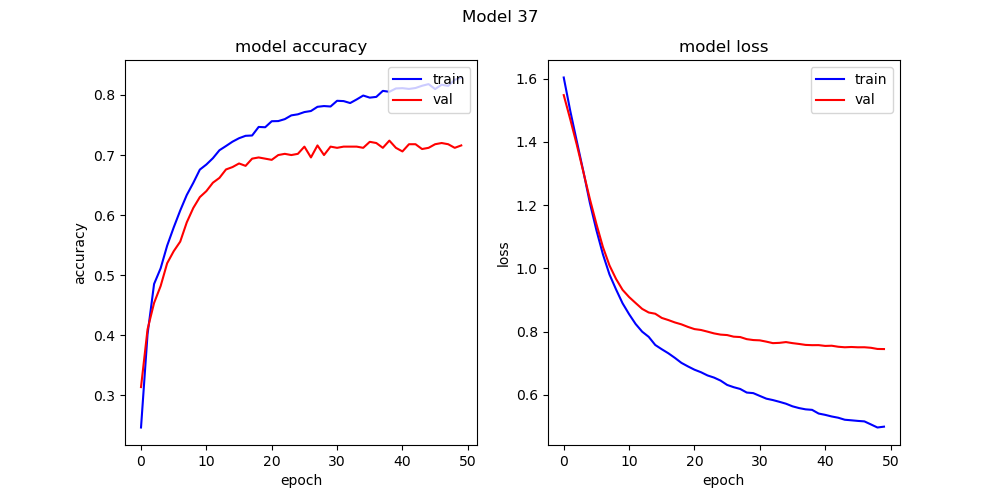 Model 37
model accuracy
train
val
0.8
0.7
0.6
0.5
0.4
0.3
accuracy
0 10 20 30 40 50
epoch
model loss
train
val
1.6
1.4
1.2
1.0
0.8
0.6
loss
0 10 20 30 40 50
epoch